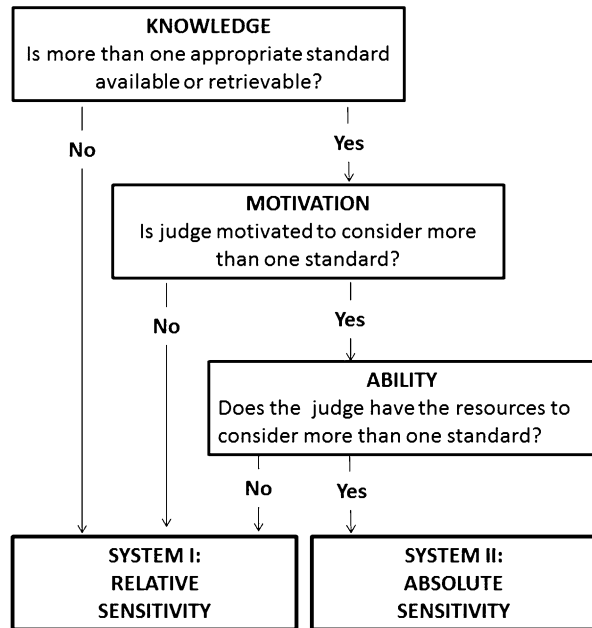 KNOWLEDGE
Is more than one appropriate standard
available or retrievable?
No
Yes
MOTIVATION
Is judge motivated to consider more
than one standard?
No
Yes
ABILITY
Does the judge have the resources to
consider more than one standard?
No
Yes
SYSTEM I:
RELATIVE
SENSITIVITY
SYSTEM II:
ABSOLUTE
SENSITIVITY